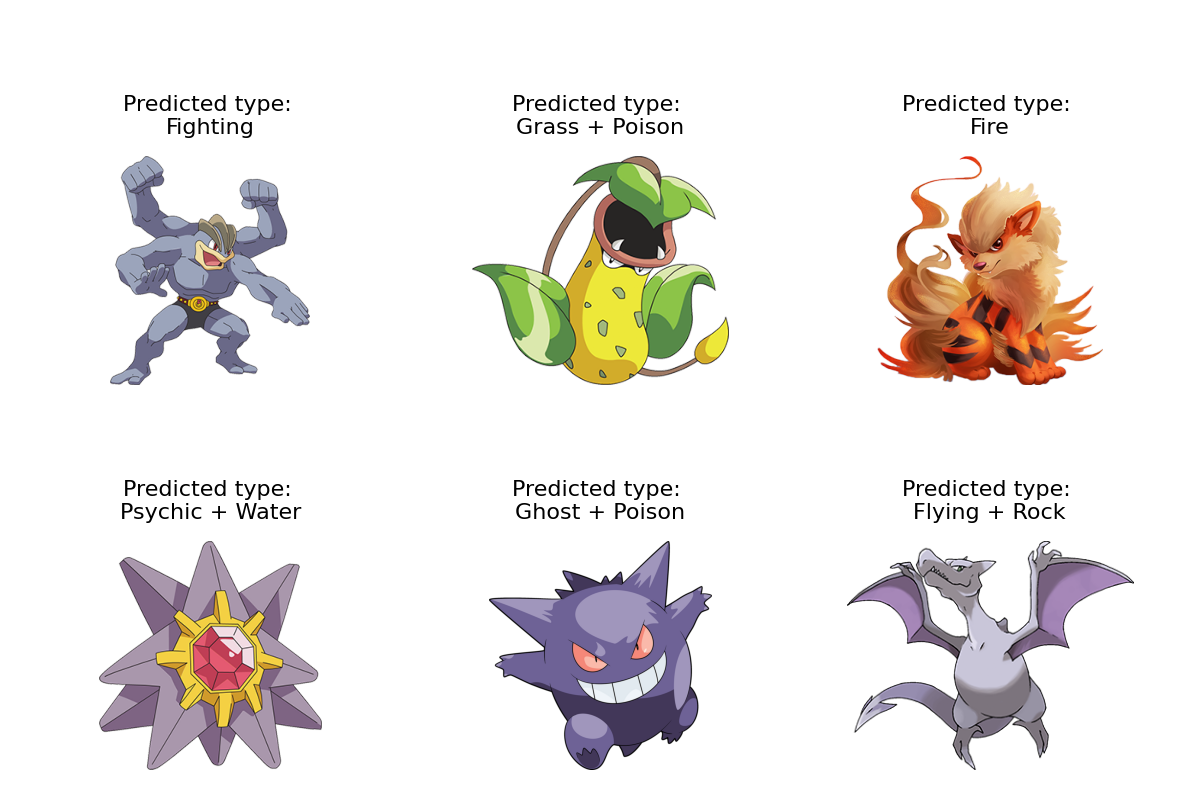 Predicted type:
Fighting
Predicted type:
Grass + Poison
Predicted type:
Fire
Predicted type:
Psychic + Water
Predicted type:
Ghost + Poison
Predicted type:
Flying + Rock